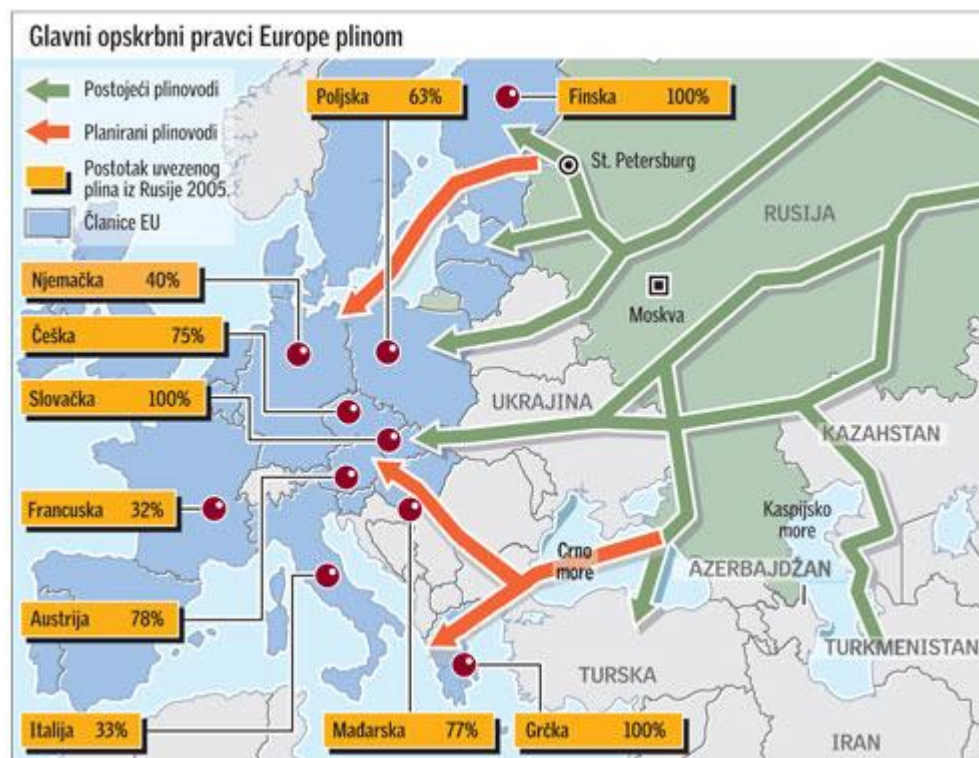 Glavni opskrbni pravci Europe plinom
Postojeći plinovodi
Planirani plinovodi
Postotak uvezenog
plina iz Rusije 2005.
Članice EU
Poljska 63%
Finska 100%
St. Petersburg
RUSIJA
Njemačka 40%
Moskva
Češka 75%
Slovačka 100%
UKRAJINA
KAZAHSTAN
Francuska 32%
Kaspijsko
more
Crno
more
AZERBAJDŽAN
Austrija 78%
TURKMENISTAN
TURSKA
Italija 33%
Mađarska 77%
Grčka 100%
IRAN